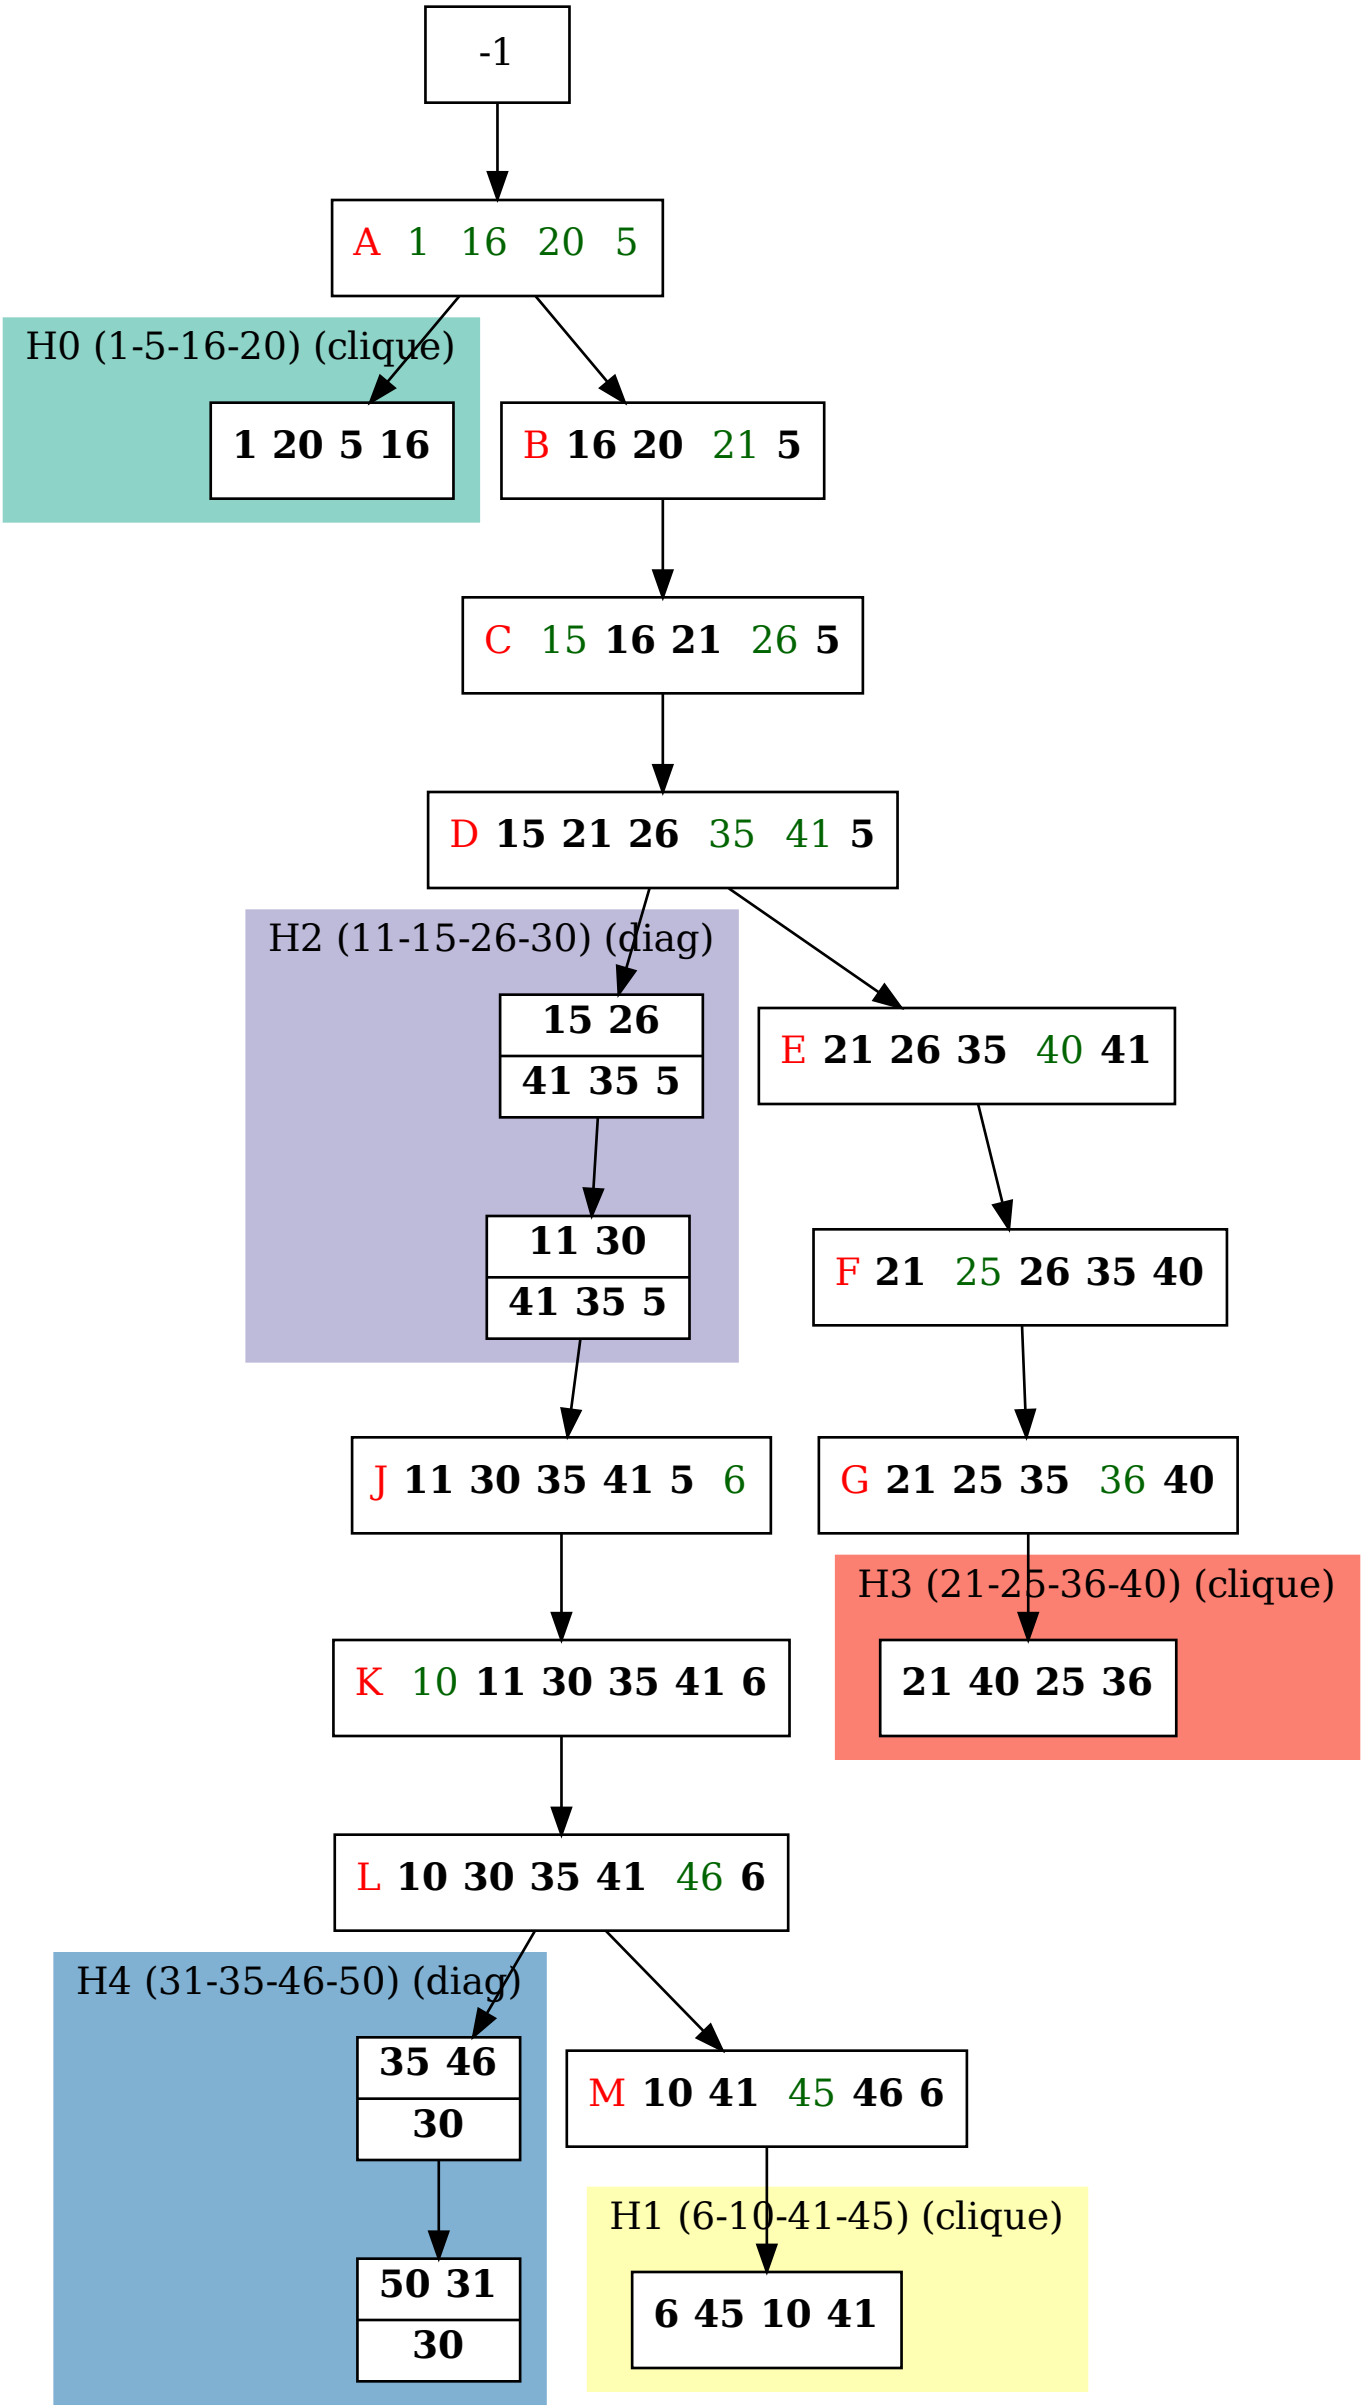 -1
A 1 16 20 5
H0 (1-5-16-20) (clique)
1 20 5 16
B 16 20 21 5
C 15 16 21 26 5
D 15 21 26 35 41 5
H2 (11-15-26-30) (diag)
15 26
41 35 5
E 21 26 35 40 41
11 30
41 35 5
F 21 25 26 35 40
J 11 30 35 41 5 6
G 21 25 35 36 40
H3 (21-25-36-40) (clique)
K 10 11 30 35 41 6
21 40 25 36
L 10 30 35 41 46 6
H4 (31-35-46-50) (diag)
35 46
30
M 10 41 45 46 6
H1 (6-10-41-45) (clique)
50 31
30
6 45 10 41